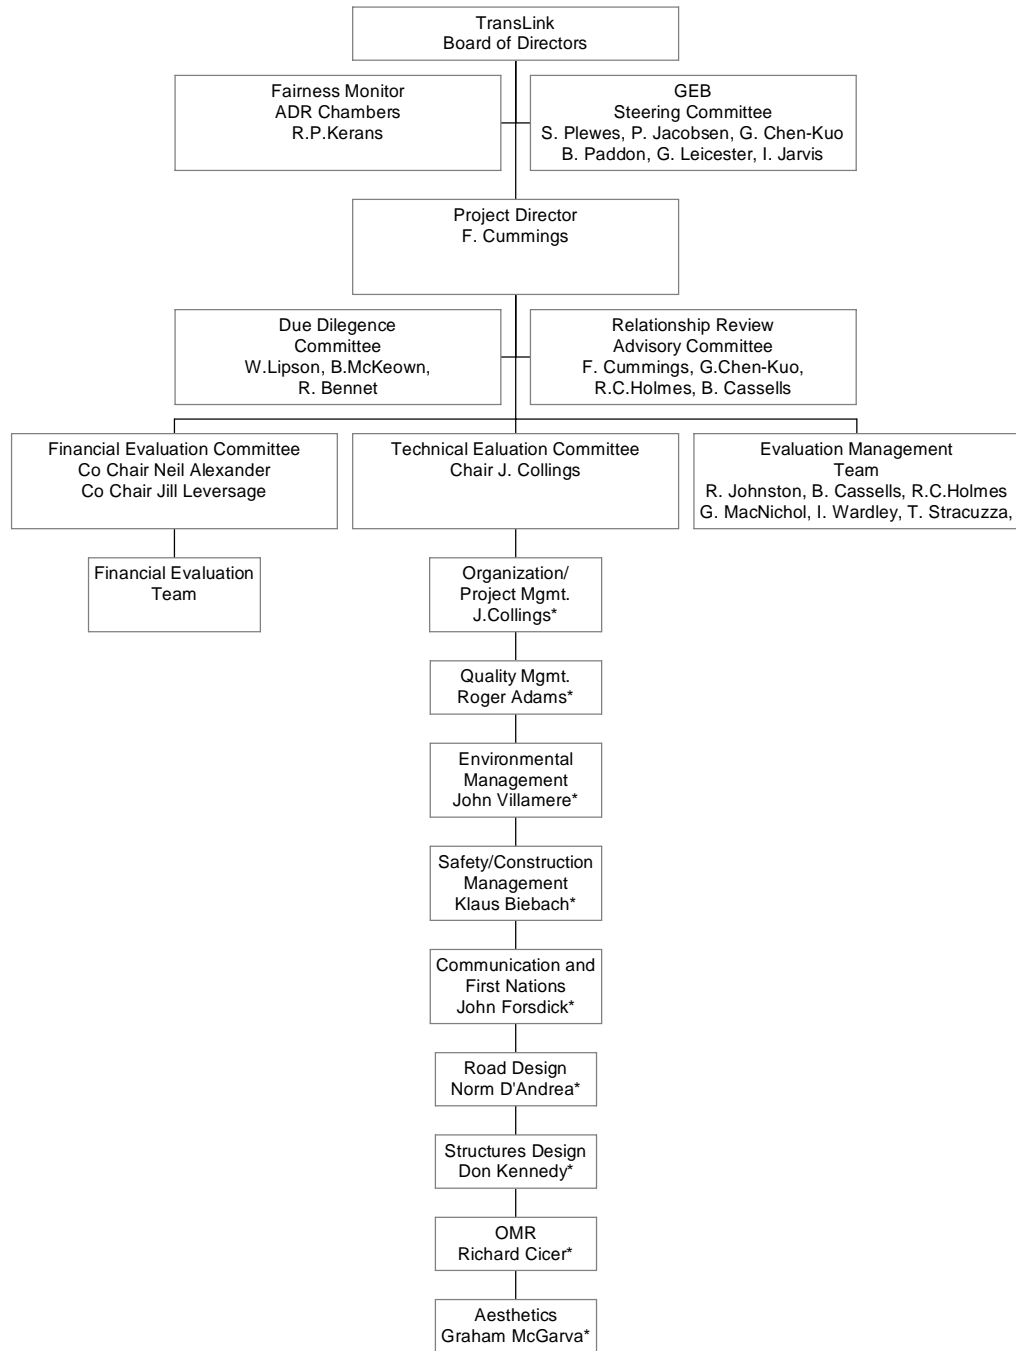 TransLink
Board of Directors
Fairness Monitor
ADR Chambers
R.P.Kerans
GEB
Steering Committee
S. Plewes, P. Jacobsen, G. Chen-Kuo
B. Paddon, G. Leicester, I. Jarvis
Project Director
F. Cummings
Due Dilegence
Committee
W.Lipson, B.McKeown,
R. Bennet
Relationship Review
Advisory Committee
F. Cummings, G.Chen-Kuo,
R.C.Holmes, B. Cassells
Financial Evaluation Committee
Co Chair Neil Alexander
Co Chair Jill Leversage
Technical Ealuation Committee
Chair J. Collings
Evaluation Management
Team
R. Johnston, B. Cassells, R.C.Holmes
G. MacNichol, I. Wardley, T. Stracuzza,
Financial Evaluation
Team
Organization/
Project Mgmt.
J.Collings*
Quality Mgmt.
Roger Adams*
Environmental
Management
John Villamere*
Safety/Construction
Management
Klaus Biebach*
Communication and
First Nations
John Forsdick*
Road Design
Norm D'Andrea*
Structures Design
Don Kennedy*
OMR
Richard Cicer*
Aesthetics
Graham McGarva*